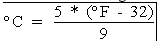 °C = 5 * (°F - 32)
9